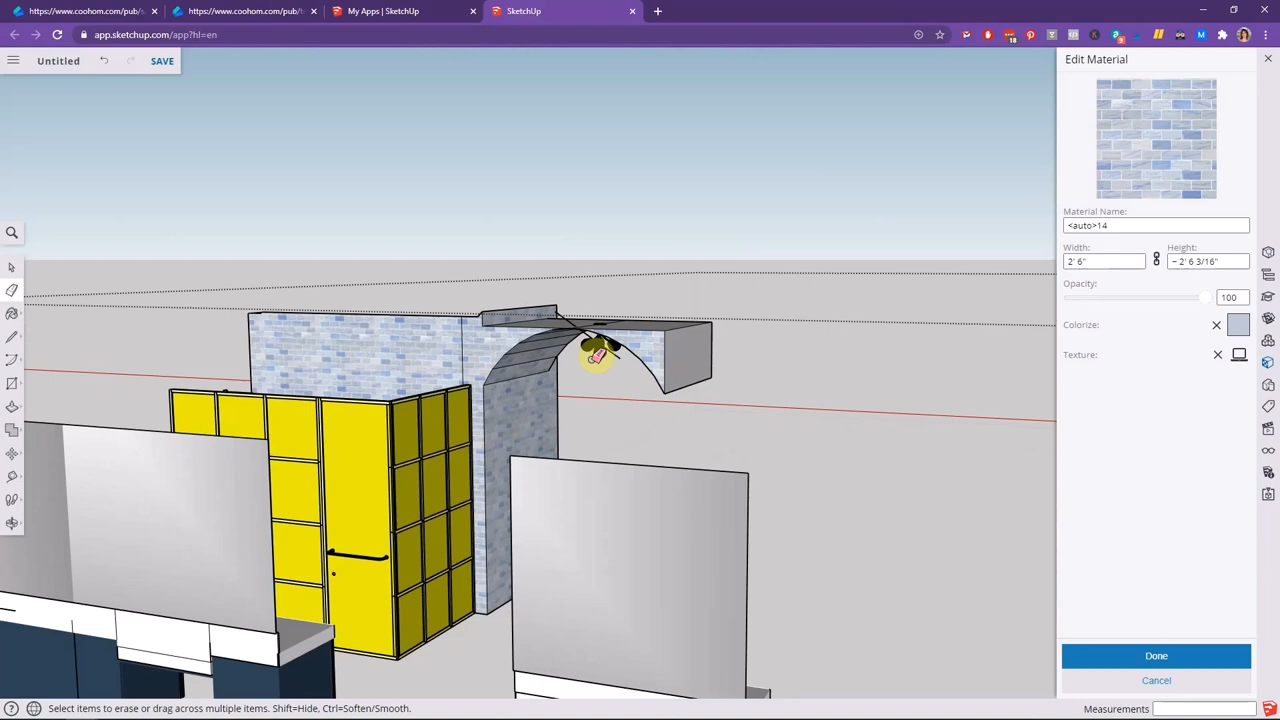 https://www.coohom.com/pub/s
https://www.coohom.com/pub/t
My Apps | SketchUp
SketchUp
app.sketchup.com/app?hl=en
Untitled
SAVE
Edit Material
Material Name:
<auto>14
Width:
Height:
2' 6"
~ 2' 6 3/16"
Opacity:
100
Colorize:
Texture:
Done
Cancel
Select items to erase or drag across multiple items. Shift=Hide, Ctrl=Soften/Smooth.
Measurements